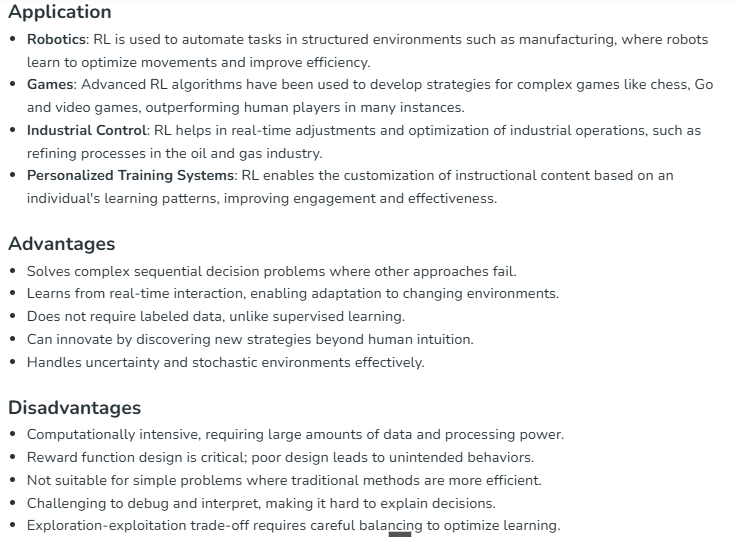 Application
Robotics: RL is used to automate tasks in structured environments such as manufacturing, where robots
learn to optimize movements and improve efficiency.
Games: Advanced RL algorithms have been used to develop strategies for complex games like chess, Go
and video games, outperforming human players in many instances.
Industrial Control: RL helps in real-time adjustments and optimization of industrial operations, such as
refining processes in the oil and gas industry.
Personalized Training Systems: RL enables the customization of instructional content based on an
individual's learning patterns, improving engagement and effectiveness.
Advantages
Solves complex sequential decision problems where other approaches fail.
Learns from real-time interaction, enabling adaptation to changing environments.
Does not require labeled data, unlike supervised learning.
Can innovate by discovering new strategies beyond human intuition.
Handles uncertainty and stochastic environments effectively.
Disadvantages
Computationally intensive, requiring large amounts of data and processing power.
Reward function design is critical; poor design leads to unintended behaviors.
Not suitable for simple problems where traditional methods are more efficient.
Challenging to debug and interpret, making it hard to explain decisions.
Exploration-exploitation trade-off requires careful balancing to optimize learning.